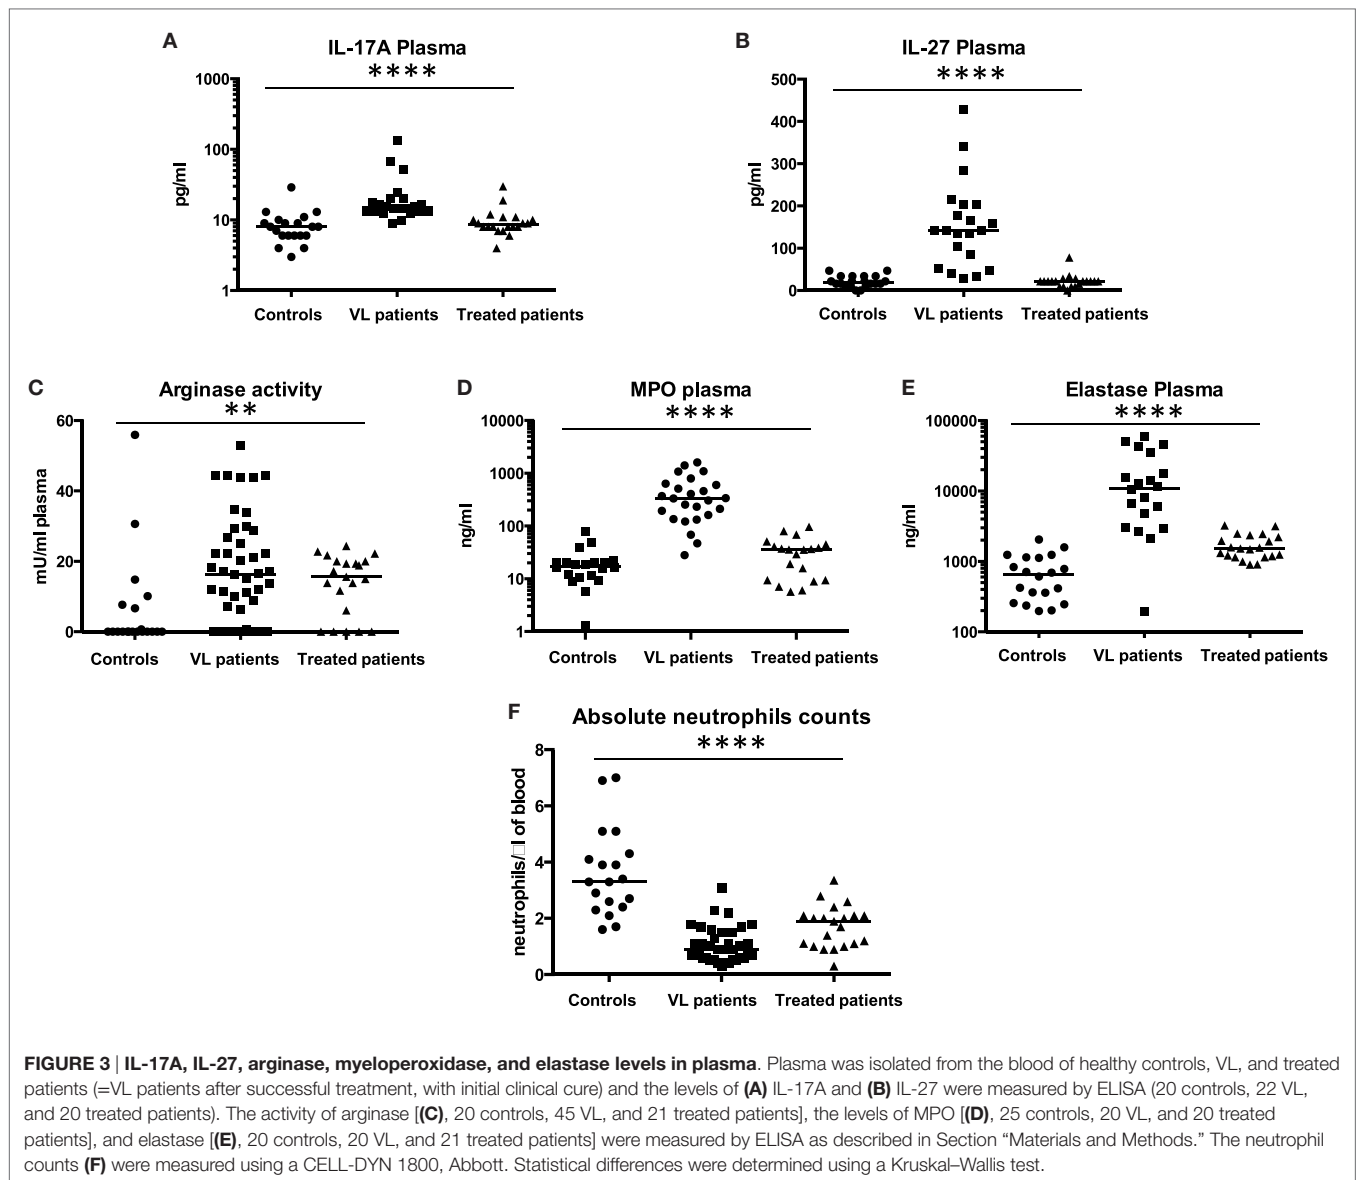 A
IL-17A Plasma
****
pg/ml
1000
100
10
1
Controls
VL patients
Treated patients
B
IL-27 Plasma
****
pg/ml
500
400
300
200
100
0
Controls
VL patients
Treated patients
C
Arginase activity
**
mU/ml plasma
60
40
20
0
Controls
VL patients
Treated patients
D
MPO plasma
****
ng/ml
10000
1000
100
10
1
Controls
VL patients
Treated patients
E
Elastase Plasma
****
ng/ml
100000
10000
1000
100
Controls
VL patients
Treated patients
F
Absolute neutrophils counts
****
neutrophils/□l of blood
8
6
4
2
0
Controls
VL patients
Treated patients
FIGURE 3 | IL-17A, IL-27, arginase, myeloperoxidase, and elastase levels in plasma. Plasma was isolated from the blood of healthy controls, VL, and treated
patients (=VL patients after successful treatment, with initial clinical cure) and the levels of (A) IL-17A and (B) IL-27 were measured by ELISA (20 controls, 22 VL,
and 20 treated patients). The activity of arginase [(C), 20 controls, 45 VL, and 21 treated patients], the levels of MPO [(D), 25 controls, 20 VL, and 20 treated
patients], and elastase [(E), 20 controls, 20 VL, and 21 treated patients] were measured by ELISA as described in Section “Materials and Methods.” The neutrophil
counts (F) were measured using a CELL-DYN 1800, Abbott. Statistical differences were determined using a Kruskal–Wallis test.